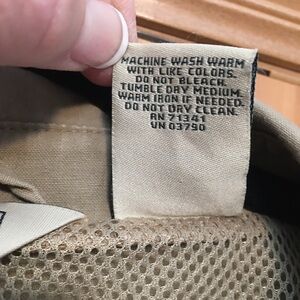 MACHINE WASH WARM
WITH LIKE COLORS.
DO NOT BLEACH.
TUMBLE DRY MEDIUM.
WARM IRON IF NEEDED.
DO NOT DRY CLEAN.
RN 71341
VN 03790